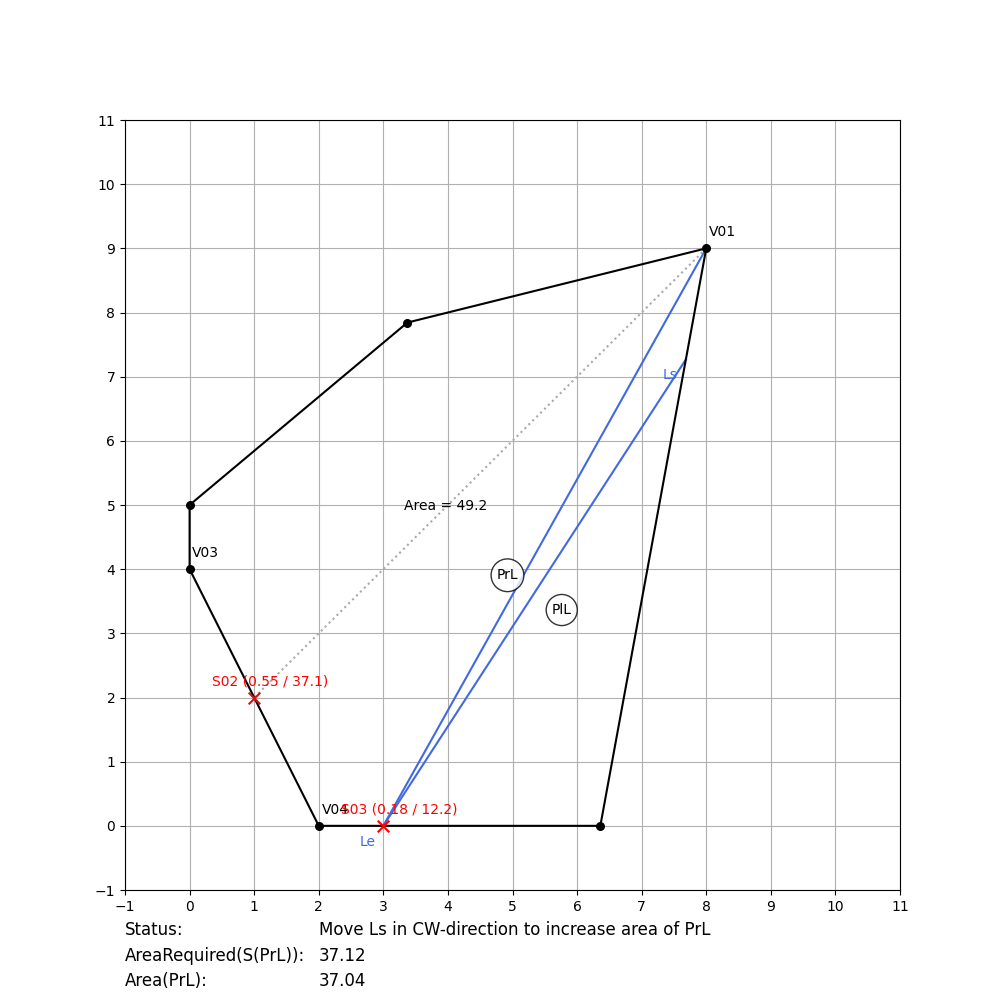 11
10
9
8
7
6
5
4
3
2
1
0
−1
V01
Ls
Area = 49.2
V03
PrL
PlL
S02 (0.55 / 37.1)
V04
S03 (0.18 / 12.2)
Le
−1 0 1 2 3 4 5 6 7 8 9 10 11
Status: Move Ls in CW-direction to increase area of PrL
AreaRequired(S(PrL)): 37.12
Area(PrL): 37.04